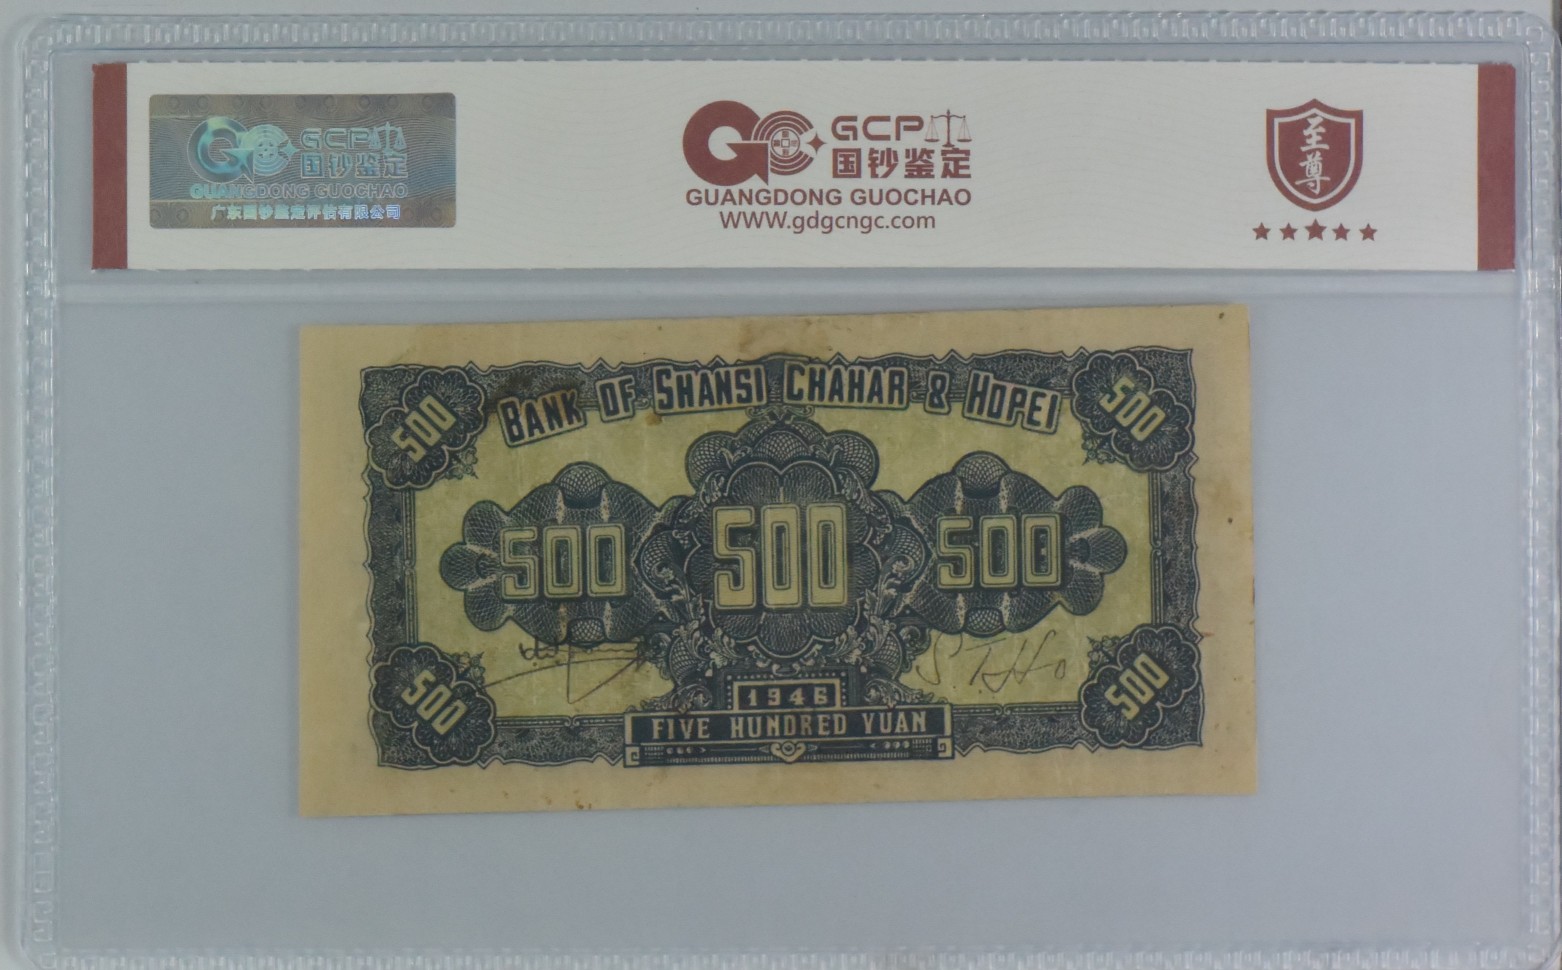 GCP
国钞鉴定
GUANGDONG GUOCHAO
广东国钞鉴定评估有限公司
GCP
国钞鉴定
GUANGDONG GUOCHAO
WWW.gdgcngc.com
至尊
BANK OF SHANSI CHAHAR & HOPEI
500
500
500
500
500
S.T.Ho
500
500
1946
FIVE HUNDRED YUAN